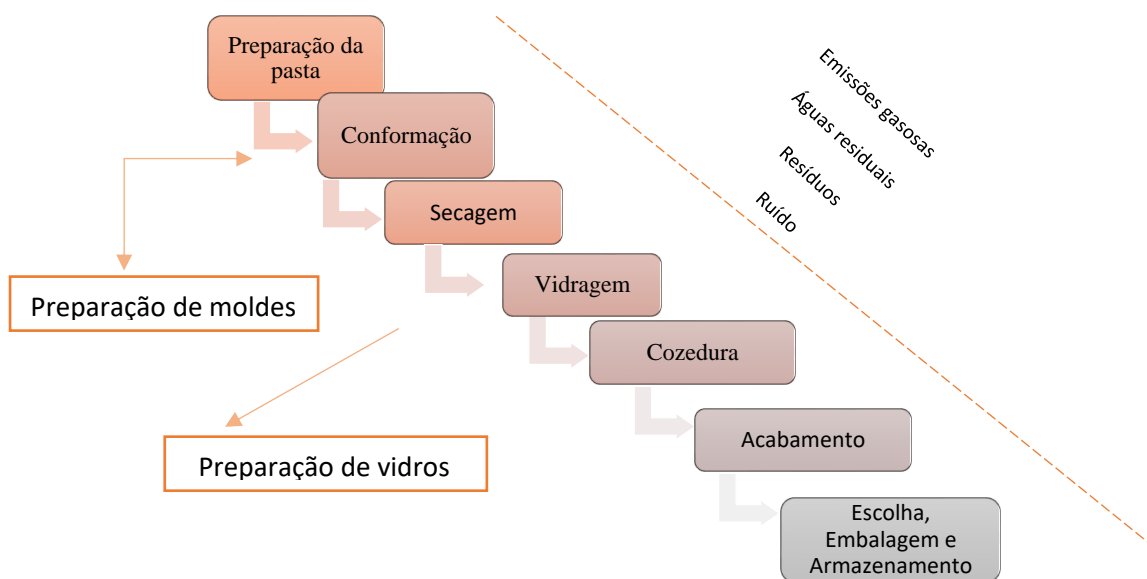 Preparação da
pasta
Conformação
Secagem
Vidragem
Cozedura
Acabamento
Escolha,
Embalagem e
Armazenamento
Preparação de moldes
Preparação de vidros
Emissões gasosas
Águas residuais
Resíduos
Ruído